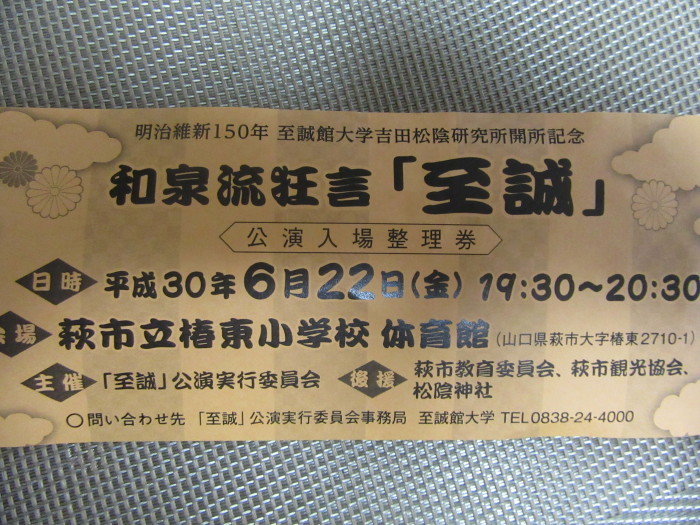 明治維新150年 至誠館大学吉田松陰研究所開所記念
和泉流狂言「至誠」
公演入場整理券
日時 平成30年6月22日(金) 19:30～20:30
会場 萩市立椿東小学校 体育館 (山口県萩市大字椿東2710-1)
主催 「至誠」公演実行委員会 後援 萩市教育委員会、萩市観光協会、
松陰神社
○問い合わせ先 「至誠」公演実行委員会事務局 至誠館大学 TEL0838-24-4000